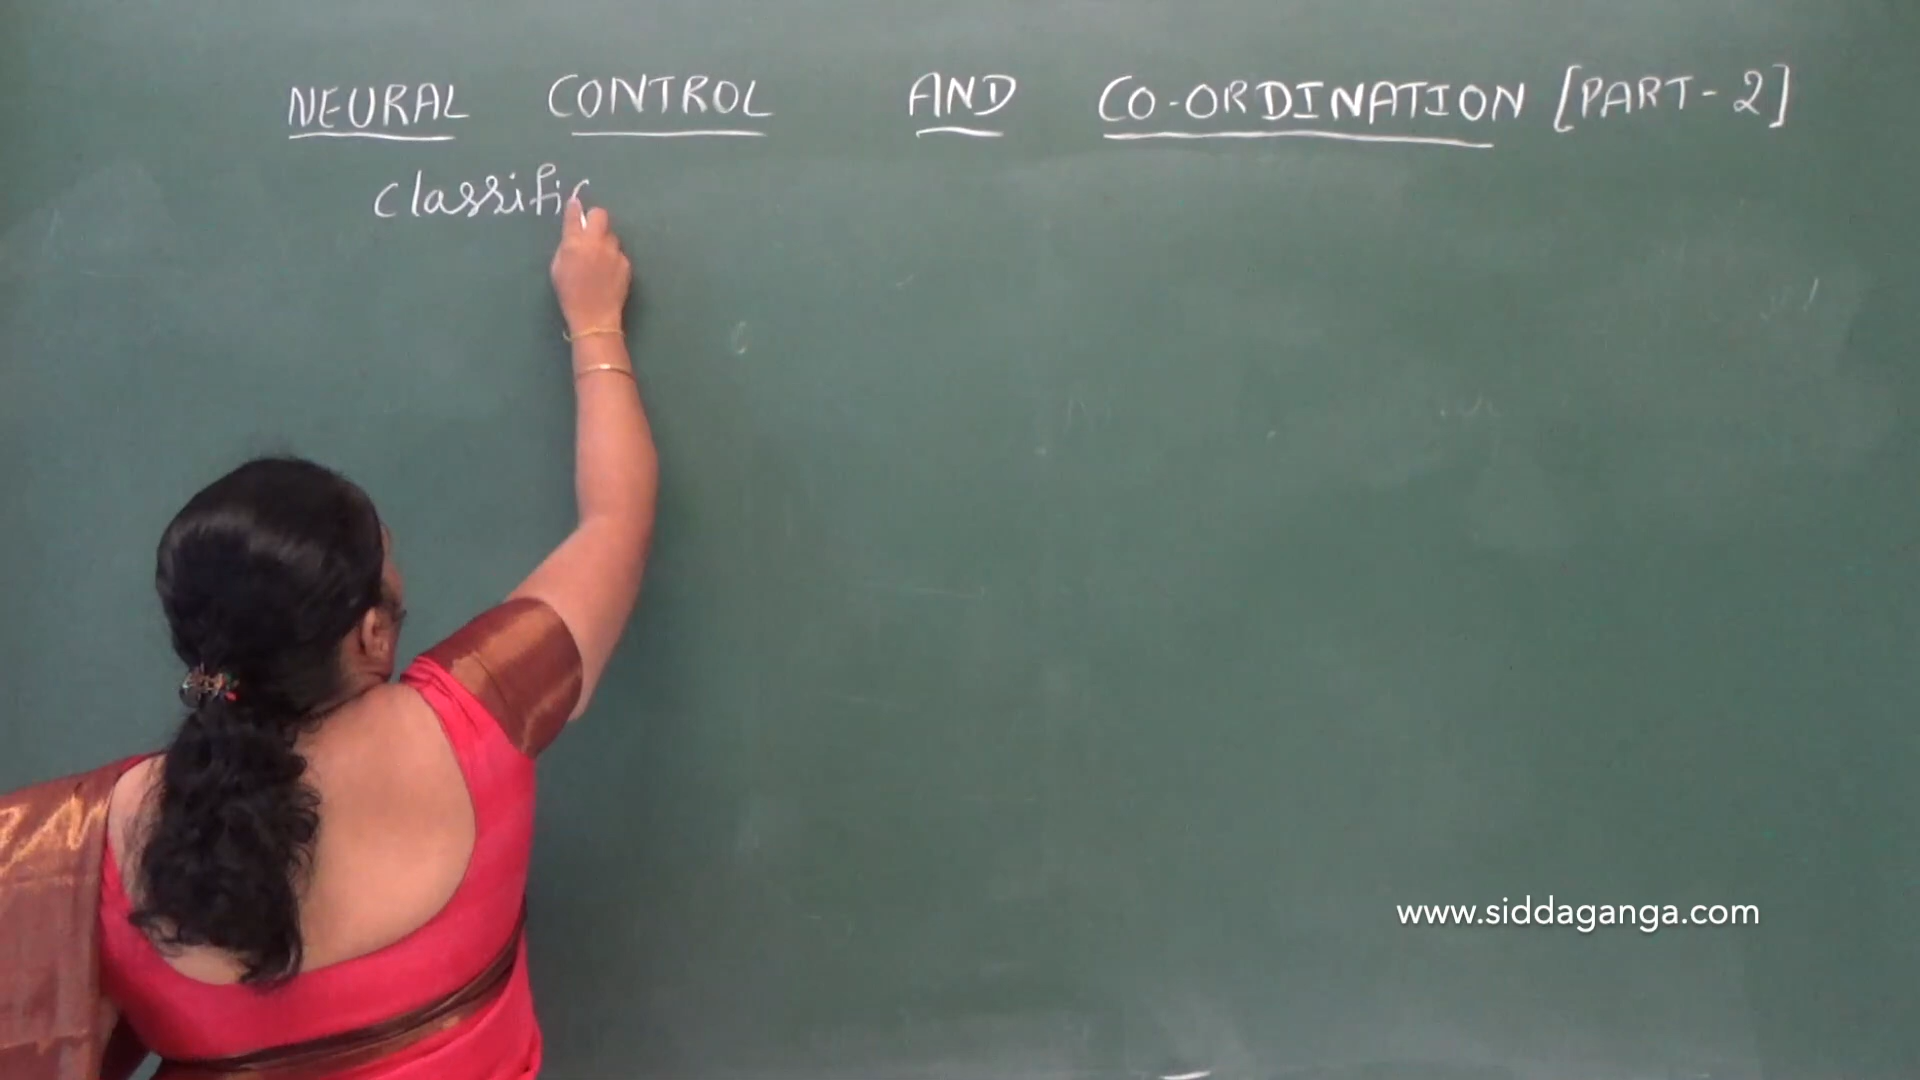 NEURAL CONTROL AND CO-ORDINATION [PART-2]
classific
www.siddaganga.com